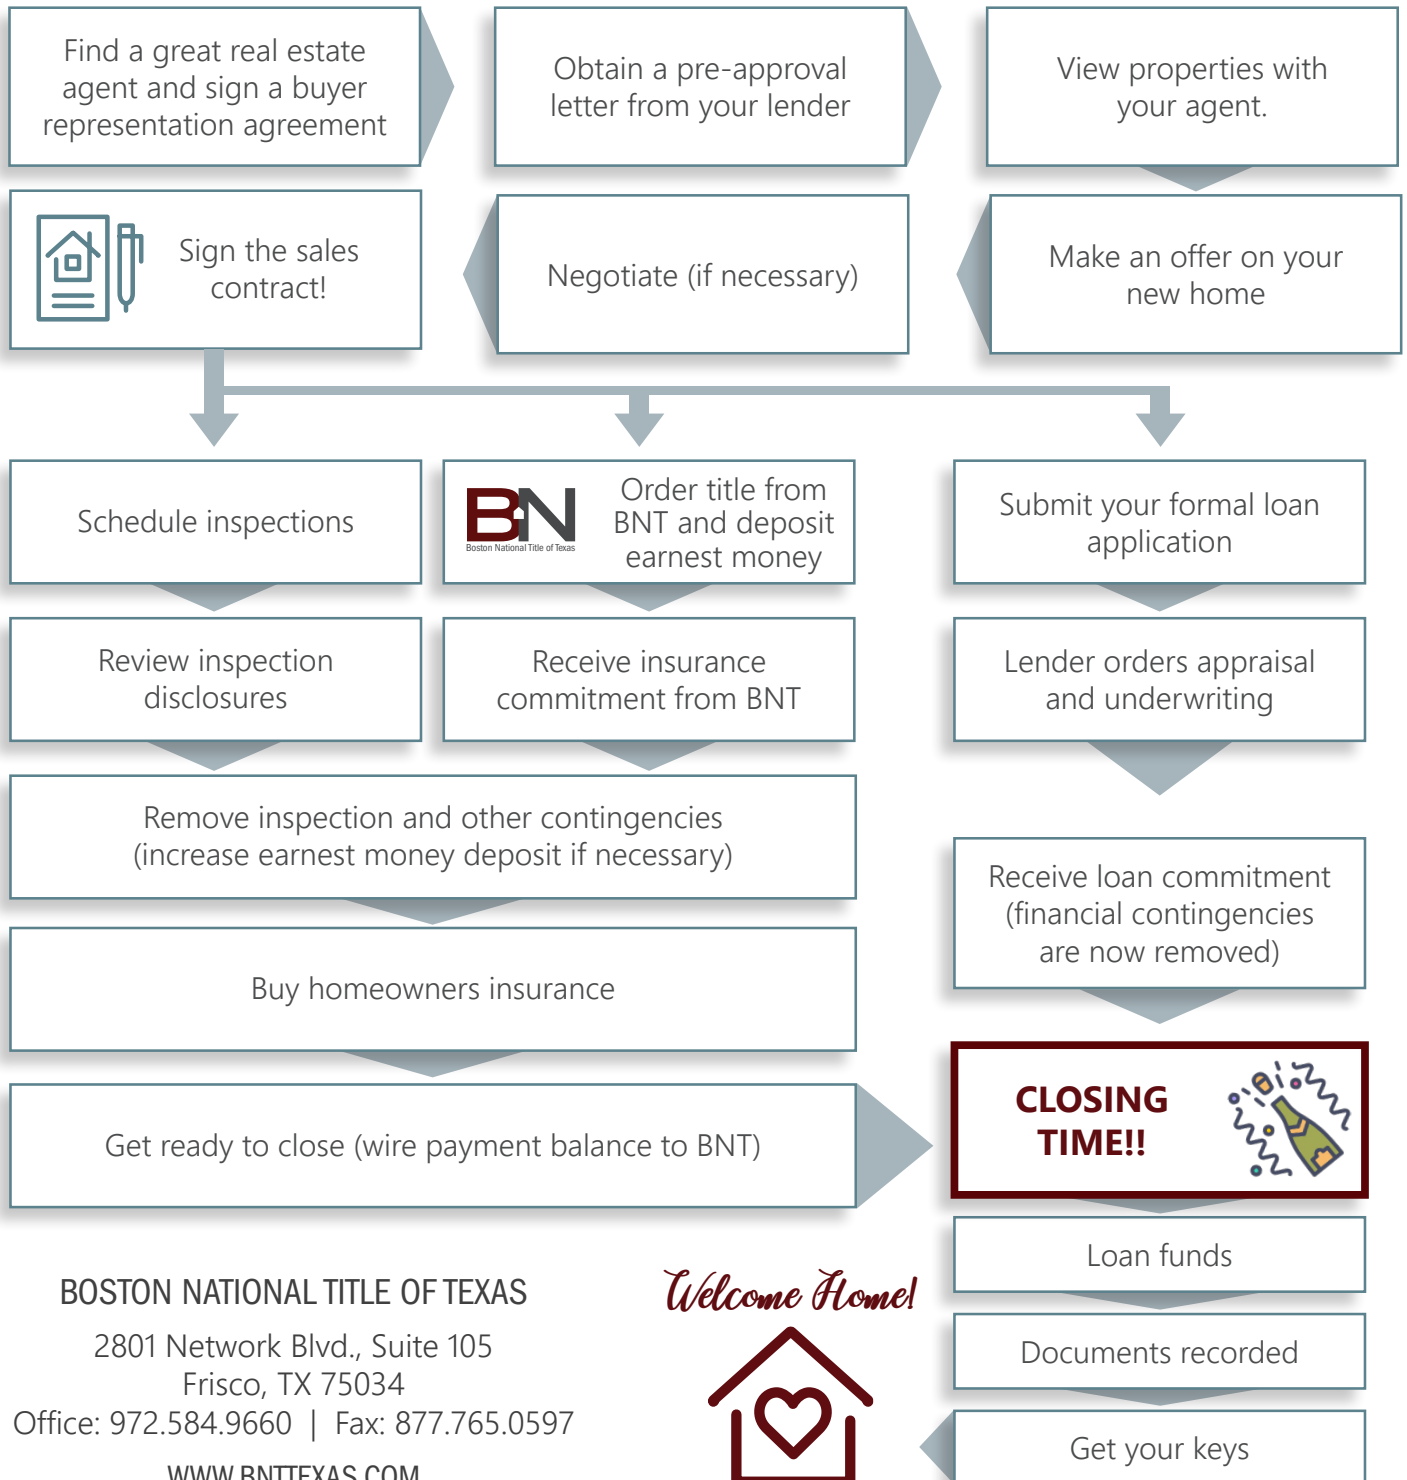 Find a great real estate
agent and sign a buyer
representation agreement
Obtain a pre-approval
letter from your lender
View properties with
your agent.
Make an offer on your
new home
Negotiate (if necessary)
Sign the sales
contract!
Schedule inspections
BN
Boston National Title of Texas
Order title from
BNT and deposit
earnest money
Submit your formal loan
application
Review inspection
disclosures
Receive insurance
commitment from BNT
Lender orders appraisal
and underwriting
Remove inspection and other contingencies
(increase earnest money deposit if necessary)
Receive loan commitment
(financial contingencies
are now removed)
Buy homeowners insurance
Get ready to close (wire payment balance to BNT)
CLOSING
TIME!!
Loan funds
Documents recorded
Get your keys
Welcome Home!
BOSTON NATIONAL TITLE OF TEXAS
2801 Network Blvd., Suite 105
Frisco, TX 75034
Office: 972.584.9660 | Fax: 877.765.0597
WWW.BNTTEXAS.COM